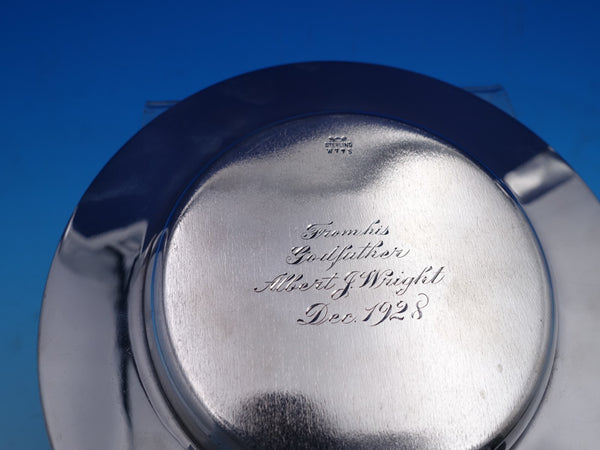 STERLING
From his
Godfather
Albert J. Wright
Dec. 1928